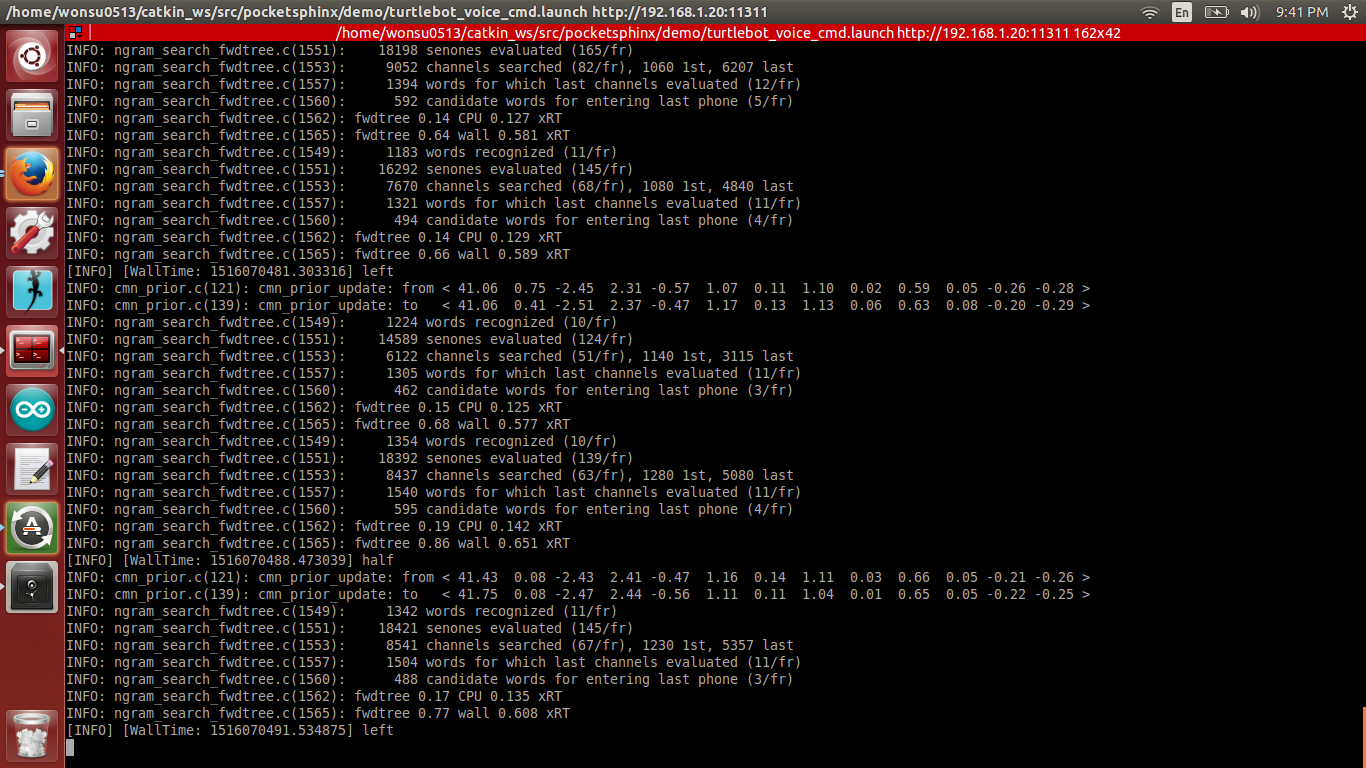 /home/wonsu0513/catkin_ws/src/pocketsphinx/demo/turtlebot_voice_cmd.launch http://192.168.1.20:11311 En 9:41 PM
/home/wonsu0513/catkin_ws/src/pocketsphinx/demo/turtlebot_voice_cmd.launch http://192.168.1.20:11311 162x42
INFO: ngram_search_fwdtree.c(1551):    18198 senones evaluated (165/fr)
INFO: ngram_search_fwdtree.c(1553):     9052 channels searched (82/fr), 1060 1st, 6207 last
INFO: ngram_search_fwdtree.c(1557):     1394 words for which last channels evaluated (12/fr)
INFO: ngram_search_fwdtree.c(1560):      592 candidate words for entering last phone (5/fr)
INFO: ngram_search_fwdtree.c(1562): fwdtree 0.14 CPU 0.127 xRT
INFO: ngram_search_fwdtree.c(1565): fwdtree 0.64 wall 0.581 xRT
INFO: ngram_search_fwdtree.c(1549):     1183 words recognized (11/fr)
INFO: ngram_search_fwdtree.c(1551):    16292 senones evaluated (145/fr)
INFO: ngram_search_fwdtree.c(1553):     7670 channels searched (68/fr), 1080 1st, 4840 last
INFO: ngram_search_fwdtree.c(1557):     1321 words for which last channels evaluated (11/fr)
INFO: ngram_search_fwdtree.c(1560):      494 candidate words for entering last phone (4/fr)
INFO: ngram_search_fwdtree.c(1562): fwdtree 0.14 CPU 0.129 xRT
INFO: ngram_search_fwdtree.c(1565): fwdtree 0.66 wall 0.589 xRT
[INFO] [WallTime: 1516070481.303316] left
INFO: cmn_prior.c(121): cmn_prior_update: from < 41.06  0.75 -2.45  2.31 -0.57  1.07  0.11  1.10  0.02  0.59  0.05 -0.26 -0.28 >
INFO: cmn_prior.c(139): cmn_prior_update: to   < 41.06  0.41 -2.51  2.37 -0.47  1.17  0.13  1.13  0.06  0.63  0.08 -0.20 -0.29 >
INFO: ngram_search_fwdtree.c(1549):     1224 words recognized (10/fr)
INFO: ngram_search_fwdtree.c(1551):    14589 senones evaluated (124/fr)
INFO: ngram_search_fwdtree.c(1553):     6122 channels searched (51/fr), 1140 1st, 3115 last
INFO: ngram_search_fwdtree.c(1557):     1305 words for which last channels evaluated (11/fr)
INFO: ngram_search_fwdtree.c(1560):      462 candidate words for entering last phone (3/fr)
INFO: ngram_search_fwdtree.c(1562): fwdtree 0.15 CPU 0.125 xRT
INFO: ngram_search_fwdtree.c(1565): fwdtree 0.68 wall 0.577 xRT
INFO: ngram_search_fwdtree.c(1549):     1354 words recognized (10/fr)
INFO: ngram_search_fwdtree.c(1551):    18392 senones evaluated (139/fr)
INFO: ngram_search_fwdtree.c(1553):     8437 channels searched (63/fr), 1280 1st, 5080 last
INFO: ngram_search_fwdtree.c(1557):     1540 words for which last channels evaluated (11/fr)
INFO: ngram_search_fwdtree.c(1560):      595 candidate words for entering last phone (4/fr)
INFO: ngram_search_fwdtree.c(1562): fwdtree 0.19 CPU 0.142 xRT
INFO: ngram_search_fwdtree.c(1565): fwdtree 0.86 wall 0.651 xRT
[INFO] [WallTime: 1516070488.473039] half
INFO: cmn_prior.c(121): cmn_prior_update: from < 41.43  0.08 -2.43  2.41 -0.47  1.16  0.14  1.11  0.03  0.66  0.05 -0.21 -0.26 >
INFO: cmn_prior.c(139): cmn_prior_update: to   < 41.75  0.08 -2.47  2.44 -0.56  1.11  0.11  1.04  0.01  0.65  0.05 -0.22 -0.25 >
INFO: ngram_search_fwdtree.c(1549):     1342 words recognized (11/fr)
INFO: ngram_search_fwdtree.c(1551):    18421 senones evaluated (145/fr)
INFO: ngram_search_fwdtree.c(1553):     8541 channels searched (67/fr), 1230 1st, 5357 last
INFO: ngram_search_fwdtree.c(1557):     1504 words for which last channels evaluated (11/fr)
INFO: ngram_search_fwdtree.c(1560):      488 candidate words for entering last phone (3/fr)
INFO: ngram_search_fwdtree.c(1562): fwdtree 0.17 CPU 0.135 xRT
INFO: ngram_search_fwdtree.c(1565): fwdtree 0.77 wall 0.608 xRT
[INFO] [WallTime: 1516070491.534875] left